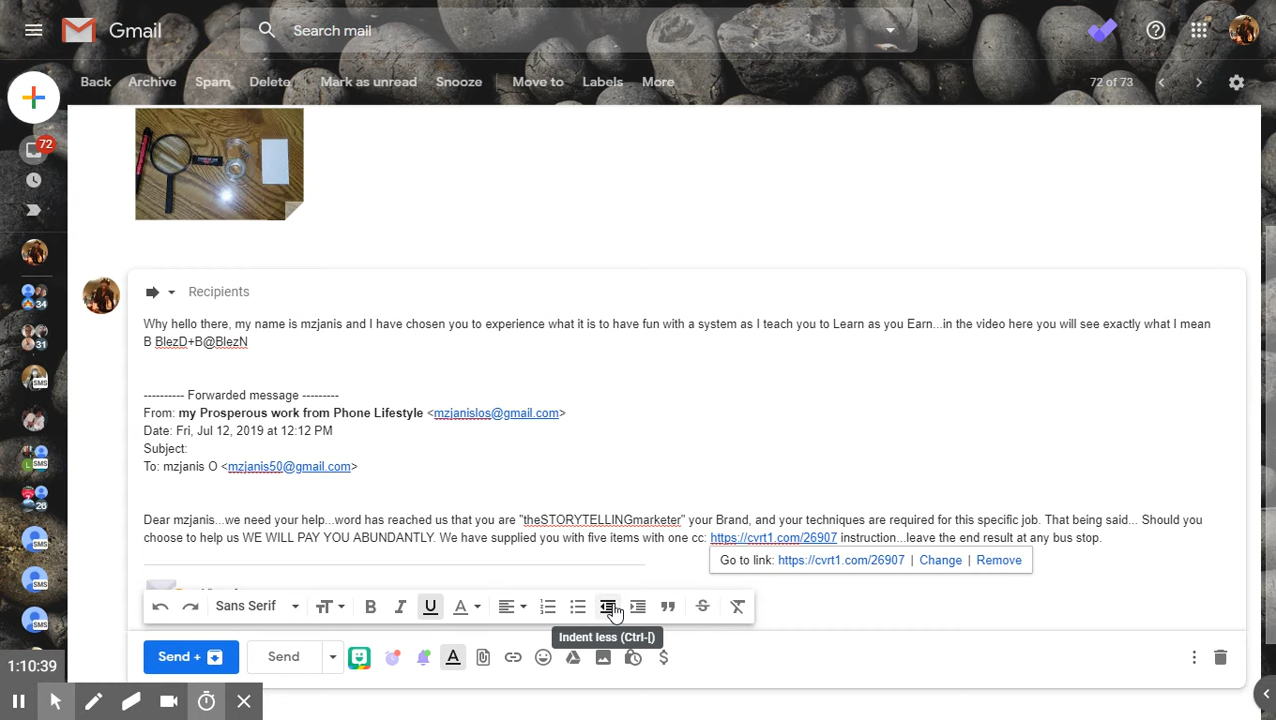 Gmail
Search mail
Back Archive Spam Delete Mark as unread Snooze Move to Labels More
72 of 73
72
34
31
SMS
SMS
26
SMS
SMS
Recipients
Why hello there, my name is mzjanis and I have chosen you to experience what it is to have fun with a system as I teach you to Learn as you Earn...in the video here you will see exactly what I mean
B BlezD+B@BlezN
---------- Forwarded message ---------
From: my Prosperous work from Phone Lifestyle <mzjanislos@gmail.com>
Date: Fri, Jul 12, 2019 at 12:12 PM
Subject:
To: mzjanis O <mzjanis50@gmail.com>
Dear mzjanis...we need your help...word has reached us that you are "theSTORYTELLINGmarketer" your Brand, and your techniques are required for this specific job. That being said... Should you
choose to help us WE WILL PAY YOU ABUNDANTLY. We have supplied you with five items with one cc: https://cvrt1.com/26907 instruction...leave the end result at any bus stop.
Go to link: https://cvrt1.com/26907 | Change | Remove
Sans Serif
Indent less (Ctrl-[)
Send + Send
1:10:39